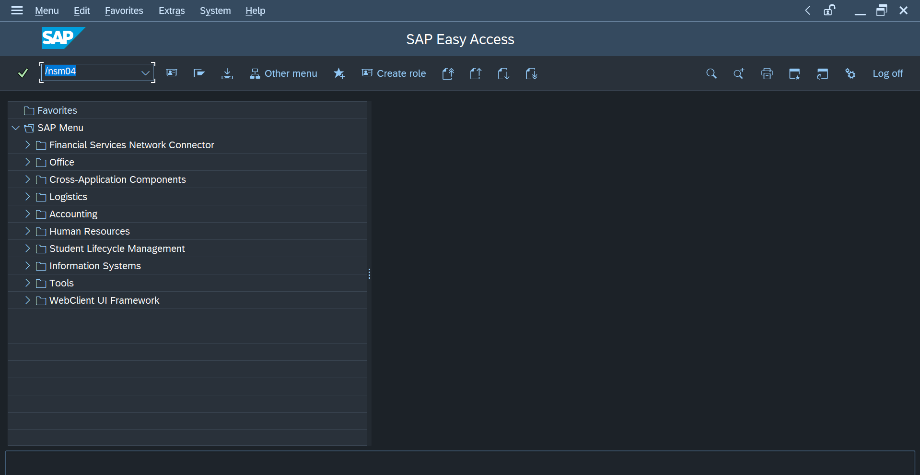 Menu Edit Favorites Extras System Help
SAP
SAP Easy Access
/nsm04 Other menu Create role Log off
Favorites
SAP Menu
Financial Services Network Connector
Office
Cross-Application Components
Logistics
Accounting
Human Resources
Student Lifecycle Management
Information Systems
Tools
WebClient UI Framework